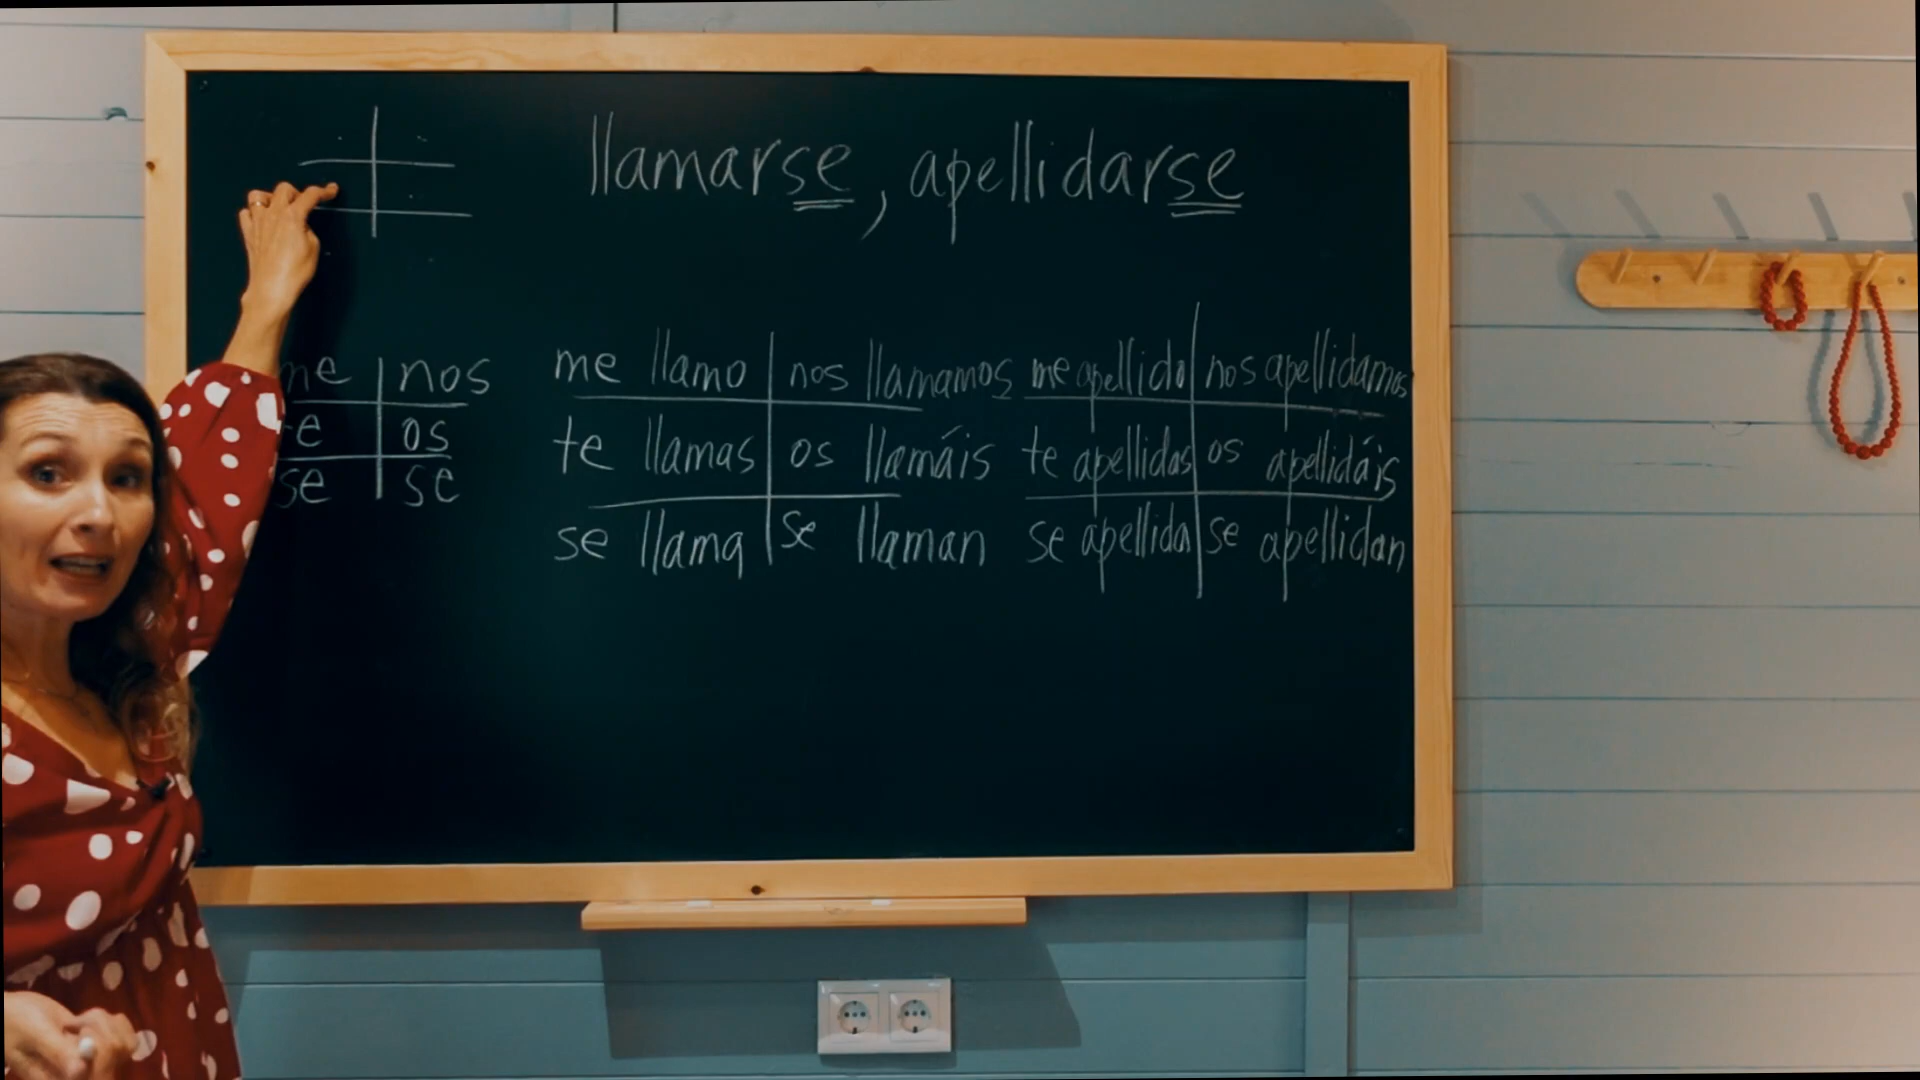 llamarse, apellidarse
me nos
os
se se
me llamo nos llamamos
te llamas os llamáis
se llama se llaman
me apellido nos apellidamos
te apellidas os apellidáis
se apellida se apellidan